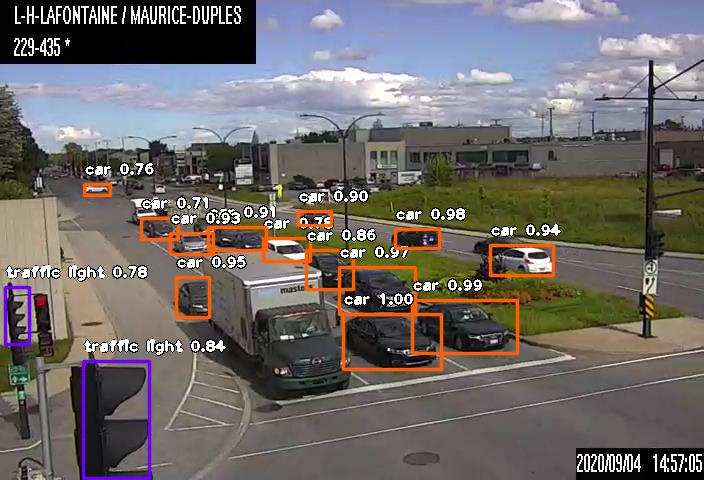 L-H-LAFONTAINE / MAURICE-DUPLES
229-435 *
car 0.76
car 0.90
0.71
car 0.93
0.91
car 0.98
car 0.86
car 0.94
car 0.97
car 0.95
traffic light 0.78
car 0.99
car 1.00
master
traffic light 0.84
2020/09/04 14:57:05